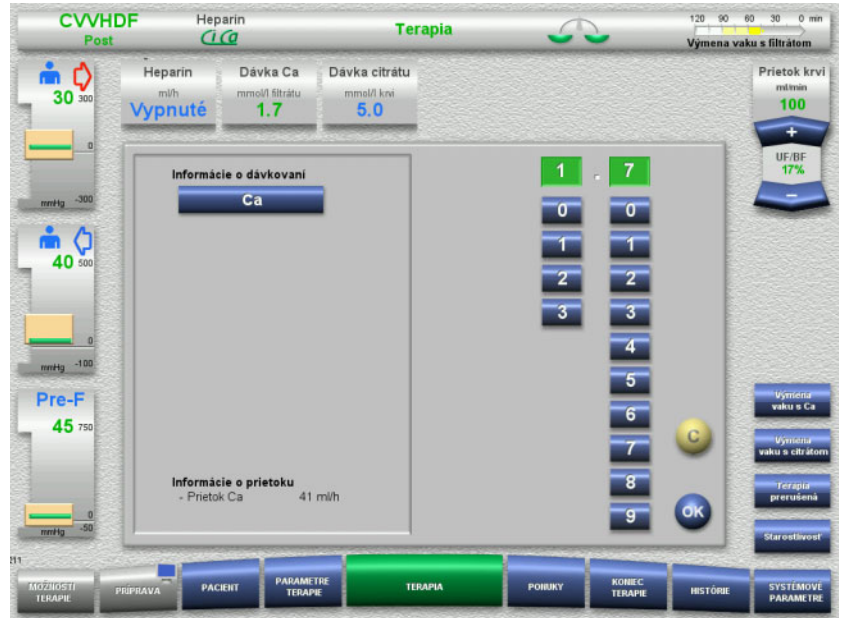 CVVHDF
Post
Heparin
CiCa
Terapia
120 90 60 30 0 min
Výmena vaku s filtrátom
30 300
0
mmHg -300
40 500
0
mmHg -100
Pre-F
45 750
0
mmHg -50
Heparin
ml/h
Vypnuté
Dávka Ca
mmol/l filtrátu
1.7
Dávka citrátu
mmol/l krvi
5.0
Prietok krvi
ml/min
100
+
UF/BF
17%
−
Informácie o dávkovaní
Ca
1 . 7
0 0
1 1
2 2
3 3
4
5
6
7
8
9
C
OK
Informácie o prietoku
- Prietok Ca 41 ml/h
Výmena
vaku s Ca
Výmena
vaku s citrátom
Terapia
prerušená
Starostlivosť
MOŽNOSTI
TERAPIE
PRÍPRAVA
PACIENT
PARAMETRE
TERAPIE
TERAPIA
PONUKY
KONIEC
TERAPIE
HISTÓRIE
SYSTÉMOVÉ
PARAMETRE